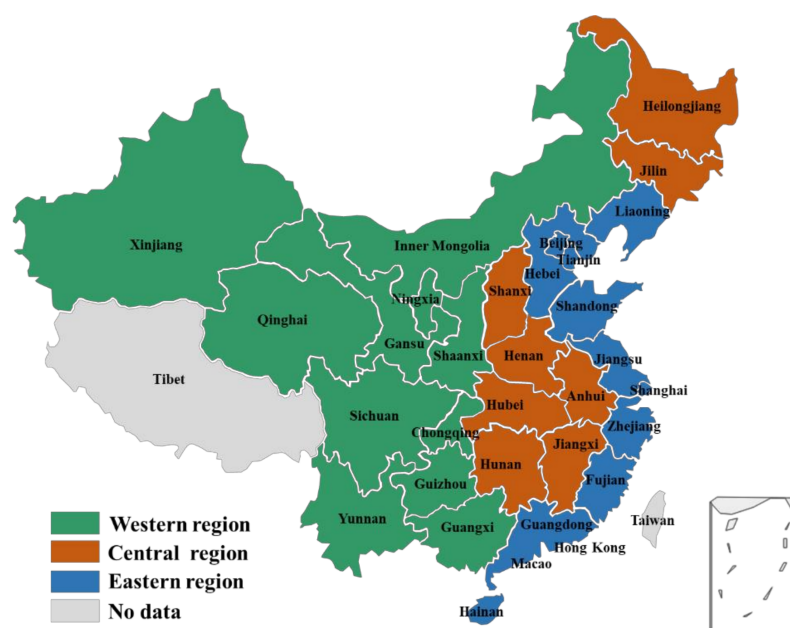 Heilongjiang
Jilin
Liaoning
Xinjiang
Inner Mongolia
Beijing
Tianjin
Hebei
Shanxi
Ningxia
Shandong
Qinghai
Gansu
Shaanxi
Henan
Jiangsu
Tibet
Shanghai
Anhui
Hubei
Sichuan
Zhejiang
Chongqing
Jiangxi
Hunan
Guizhou
Fujian
Yunnan
Guangxi
Guangdong
Taiwan
Hong Kong
Macao
Hainan
Western region
Central region
Eastern region
No data